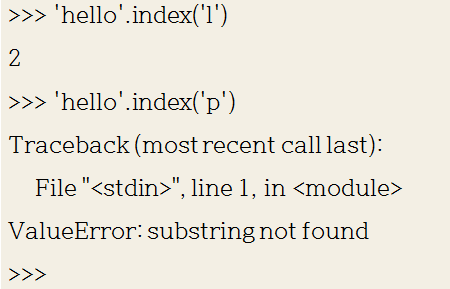 >>> 'hello'.index('l')
2
>>> 'hello'.index('p')
Traceback (most recent call last):
    File "<stdin>", line 1, in <module>
ValueError: substring not found
>>>